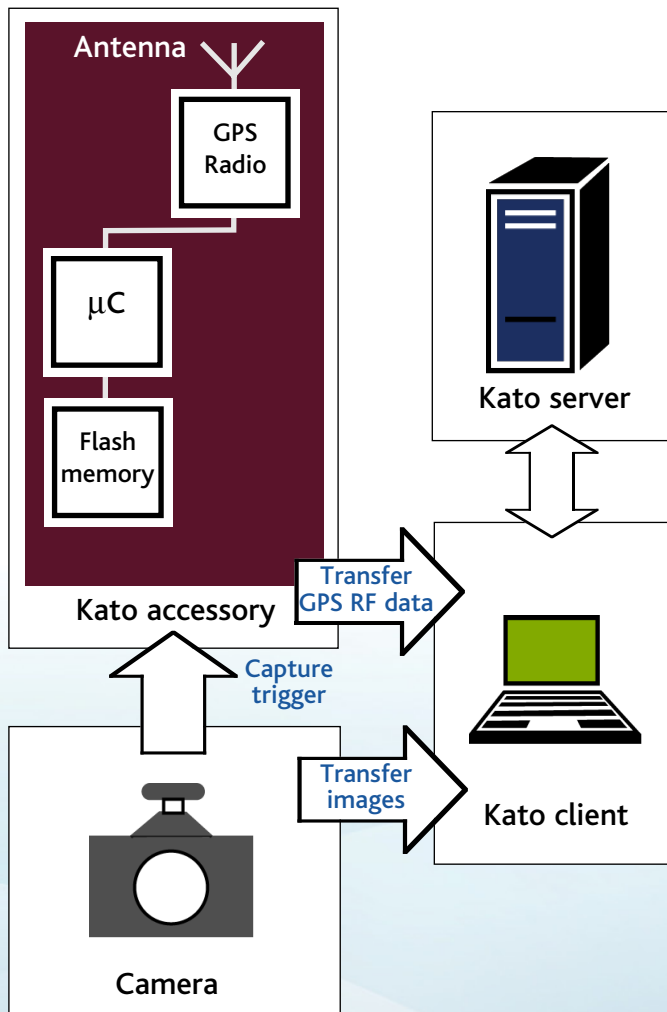 Antenna
GPS
Radio
μC
Flash
memory
Kato accessory
Kato server
Transfer
GPS RF data
Capture
trigger
Transfer
images
Kato client
Camera